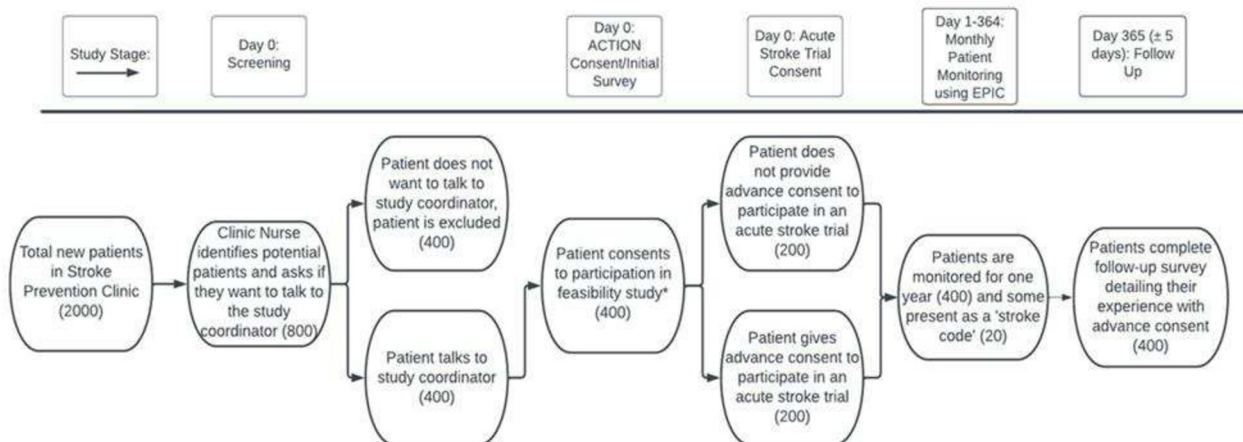 Study Stage:
Day 0:
Screening
Day 0:
ACTION
Consent/Initial
Survey
Day 0: Acute
Stroke Trial
Consent
Day 1-364:
Monthly
Patient
Monitoring
using EPIC
Day 365 (± 5
days): Follow
Up
Total new patients
in Stroke
Prevention Clinic
(2000)
Clinic Nurse
identifies potential
patients and asks if
they want to talk to
the study
coordinator (800)
Patient does not
want to talk to
study coordinator,
patient is excluded
(400)
Patient talks to
study coordinator
(400)
Patient consents
to participation in
feasibility study*
(400)
Patient does
not provide
advance consent to
participate in an
acute stroke trial
(200)
Patient gives
advance consent to
participate in an
acute stroke trial
(200)
Patients are
monitored for one
year (400) and some
present as a 'stroke
code' (20)
Patients complete
follow-up survey
detailing their
experience with
advance consent
(400)